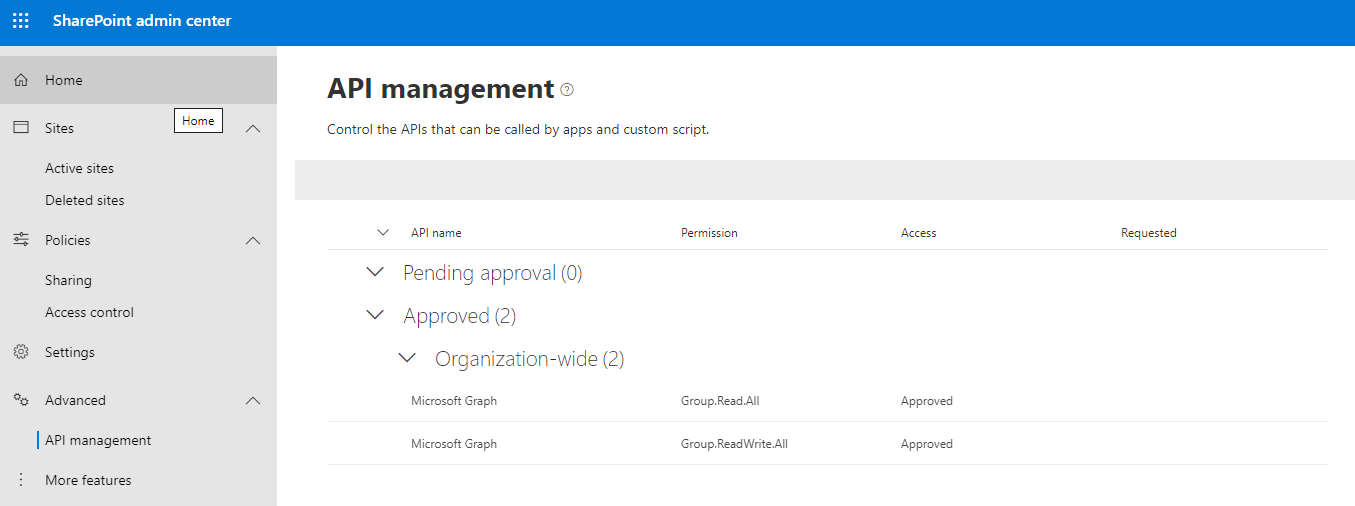 SharePoint admin center
Home
Sites
Home
Active sites
Deleted sites
Policies
Sharing
Access control
Settings
Advanced
API management
More features
API management ?
Control the APIs that can be called by apps and custom script.
API name Permission Access Requested
Pending approval (0)
Approved (2)
Organization-wide (2)
Microsoft Graph Group.Read.All Approved
Microsoft Graph Group.ReadWrite.All Approved